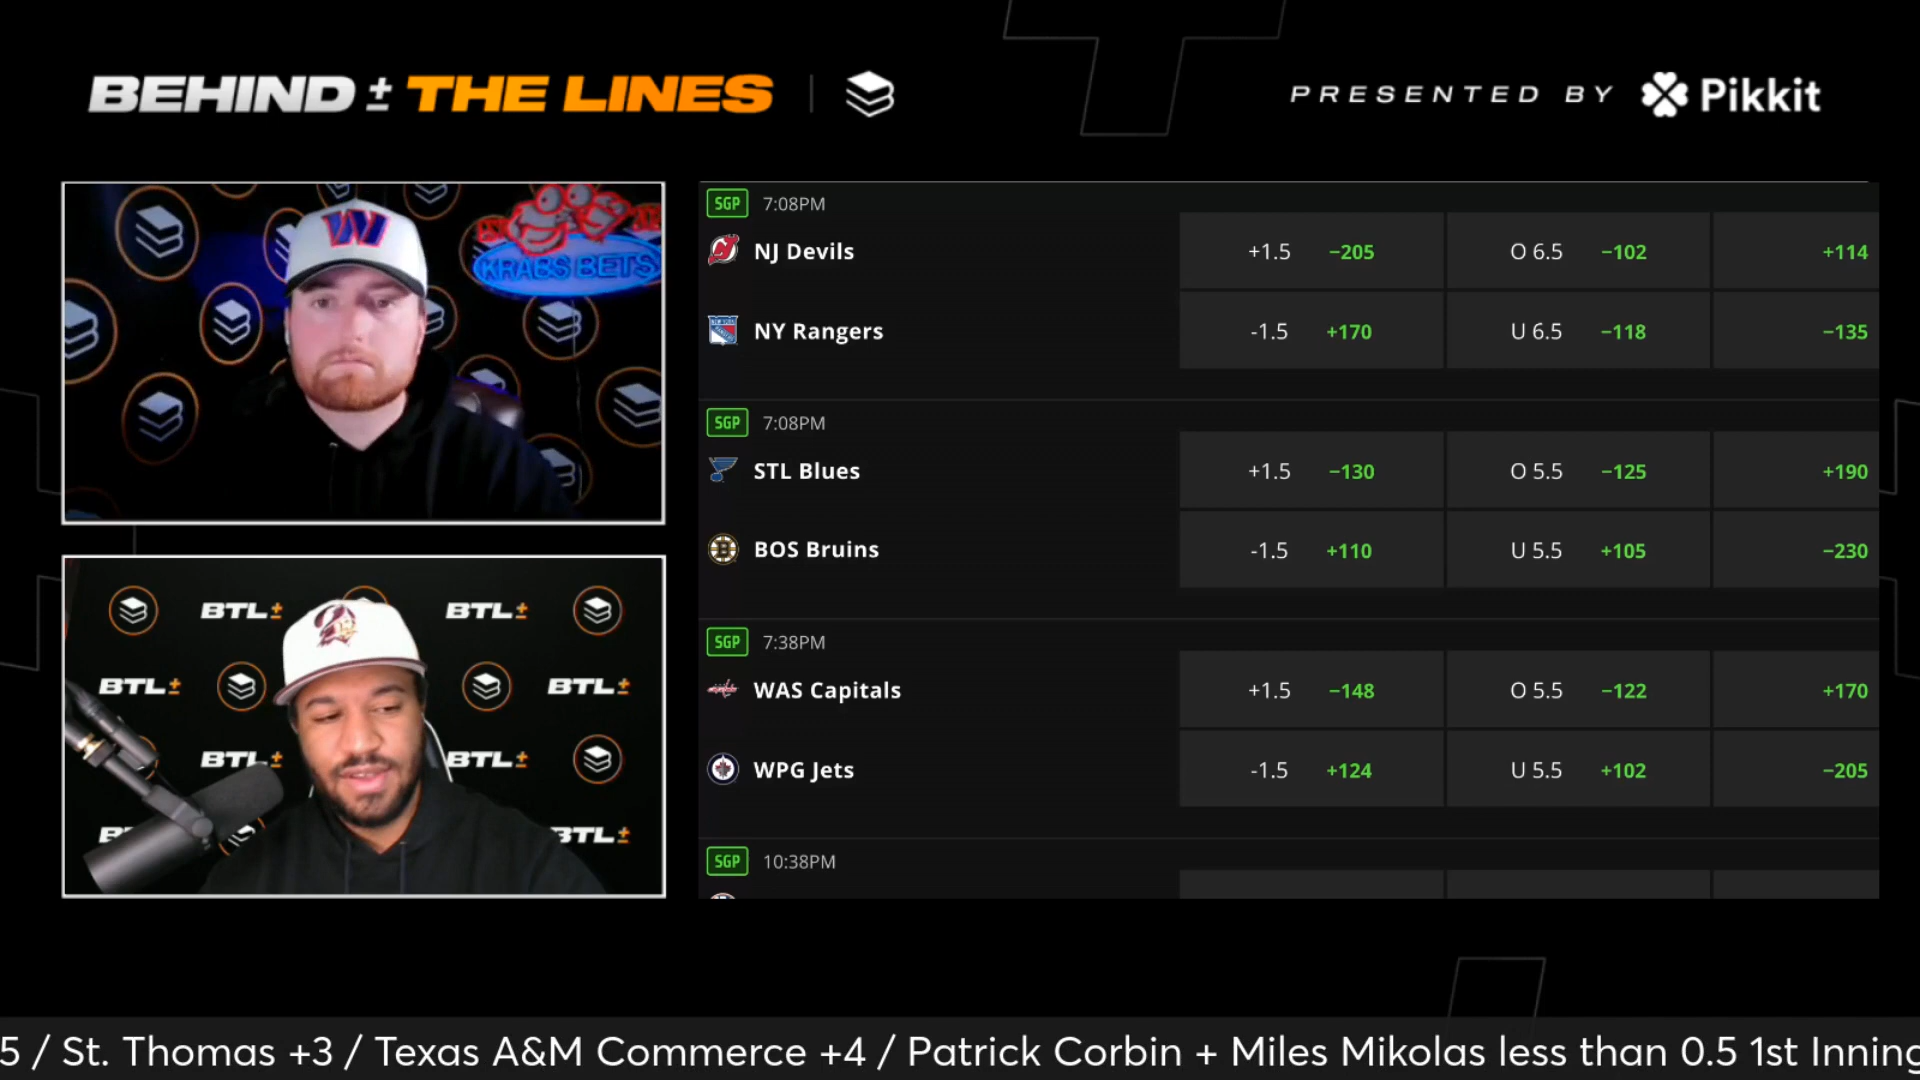 BEHIND ± THE LINES
PRESENTED BY Pikkit
W
KRABS BETS
SGP 7:08PM
NJ Devils +1.5 −205 O 6.5 −102 +114
NY Rangers -1.5 +170 U 6.5 −118 −135
SGP 7:08PM
STL Blues +1.5 −130 O 5.5 −125 +190
BOS Bruins -1.5 +110 U 5.5 +105 −230
SGP 7:38PM
WAS Capitals +1.5 −148 O 5.5 −122 +170
WPG Jets -1.5 +124 U 5.5 +102 −205
SGP 10:38PM
BTL± BTL±
BTL± BTL±
BTL± BTL±
BTL±
5 / St. Thomas +3 / Texas A&M Commerce +4 / Patrick Corbin + Miles Mikolas less than 0.5 1st Inning